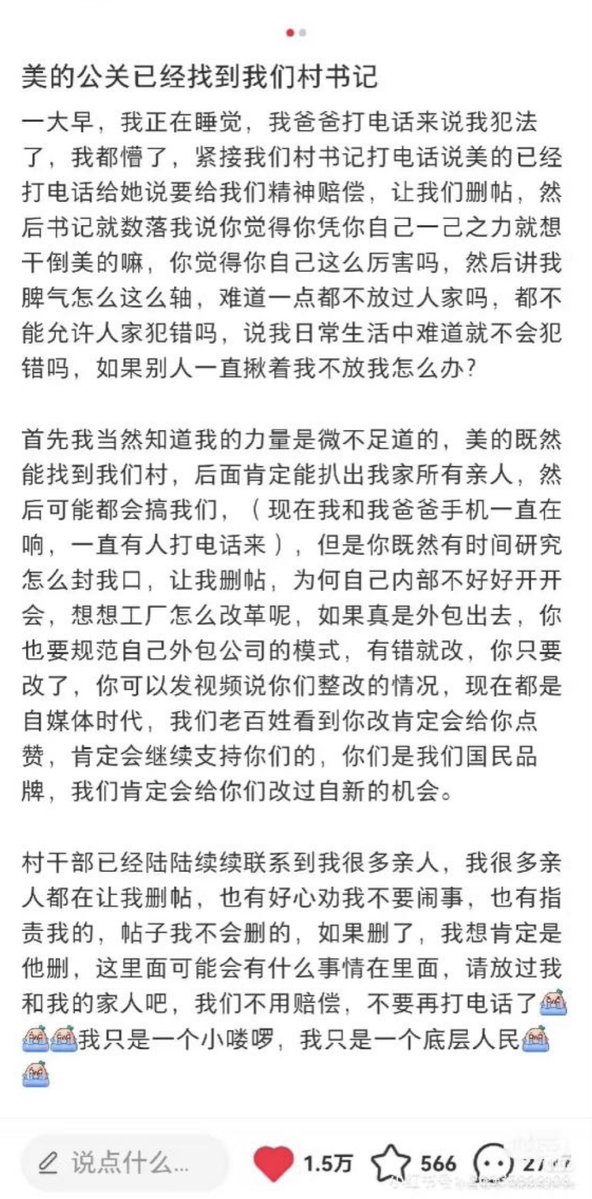 美的公关已经找到我们村书记
一大早，我正在睡觉，我爸爸打电话来说我犯法
了，我都懵了，紧接我们村书记打电话说美的已经
打电话给她说要给我们精神赔偿，让我们删帖，然
后书记就数落我说你觉得你凭你自己一己之力就想
干倒美的嘛，你觉得你自己这么厉害吗，然后讲我
脾气怎么这么轴，难道一点都不放过人家吗，都不
能允许人家犯错吗，说我日常生活中难道就不会犯
错吗，如果别人一直揪着我不放我怎么办?
首先我当然知道我的力量是微不足道的，美的既然
能找到我们村，后面肯定能扒出我家所有亲人，然
后可能都会搞我们，（现在我和我爸爸手机一直在
响，一直有人打电话来），但是你既然有时间研究
怎么封我口，让我删帖，为何自己内部不好好开开
会，想想工厂怎么改革呢，如果真是外包出去，你
也要规范自己外包公司的模式，有错就改，你只要
改了，你可以发视频说你们整改的情况，现在都是
自媒体时代，我们老百姓看到你改肯定会给你点
赞，肯定会继续支持你们的，你们是我们国民品
牌，我们肯定会给你们改过自新的机会。
村干部已经陆陆续续联系到我很多亲人，我很多亲
人都在让我删帖，也有好心劝我不要闹事，也有指
责我的，帖子我不会删的，如果删了，我想肯定是
他删，这里面可能会有什么事情在里面，请放过我
和我的家人吧，我们不用赔偿，不要再打电话了
我只是一个小喽啰，我只是一个底层人民
说点什么... 1.5万 566